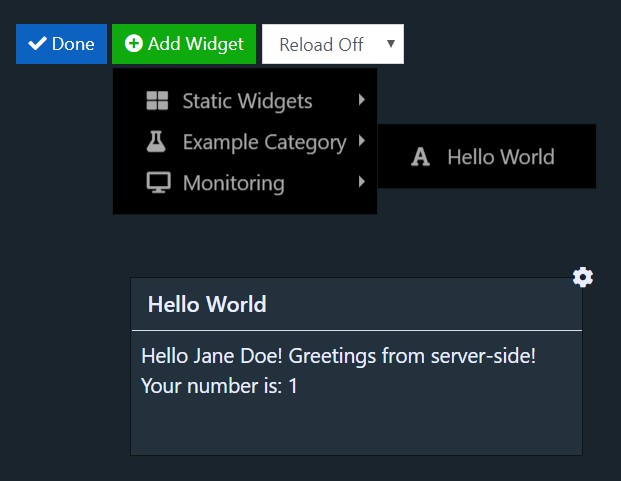 Done Add Widget Reload Off
Static Widgets
Example Category
Hello World
Monitoring
Hello World
Hello Jane Doe! Greetings from server-side!
Your number is: 1